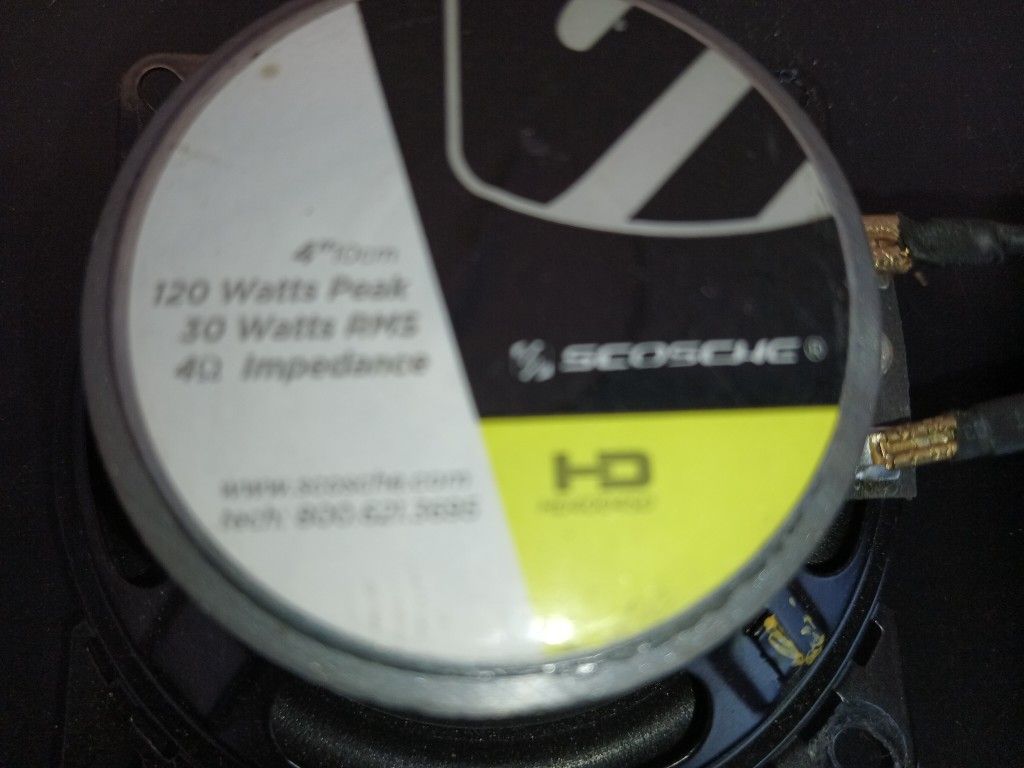 4" 10cm
120 Watts Peak
30 Watts RMS
4Ω Impedance
SCOSCHE®
HD
www.scosche.com
tech: 800.621.3695